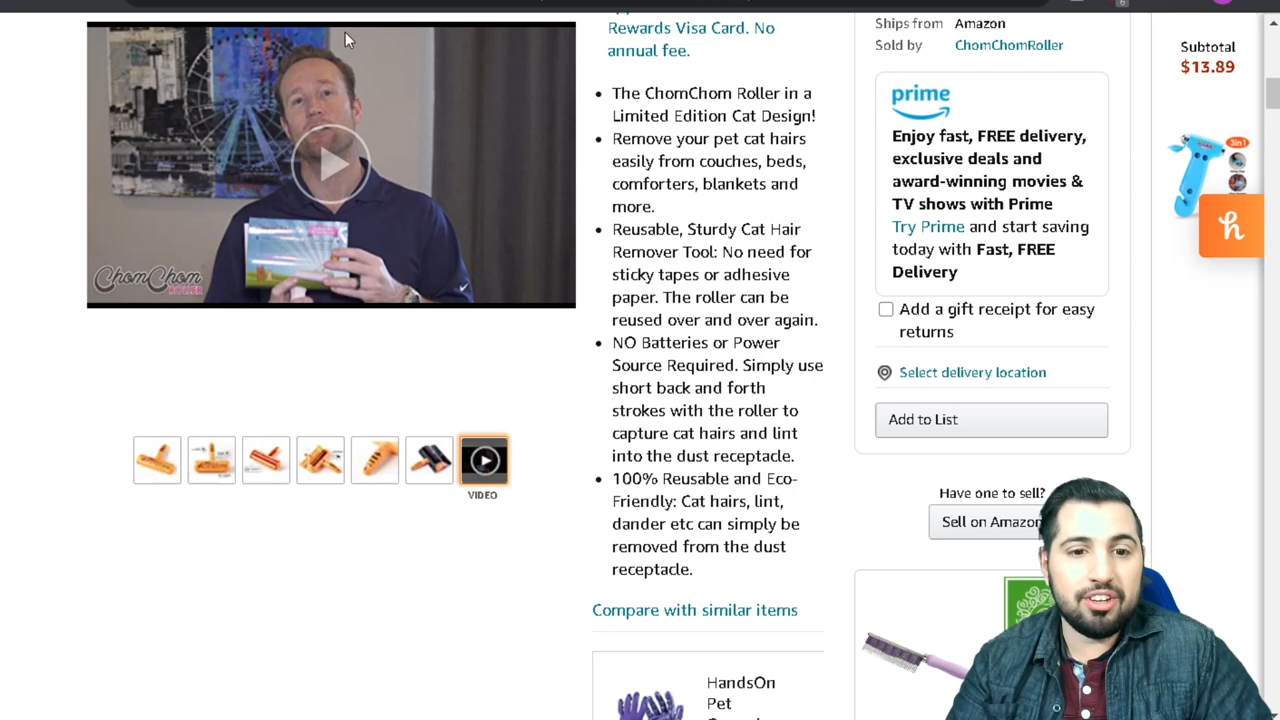 ChomChom
ROLLER
VIDEO
Rewards Visa Card. No
annual fee.
The ChomChom Roller in a
Limited Edition Cat Design!
Remove your pet cat hairs
easily from couches, beds,
comforters, blankets and
more.
Reusable, Sturdy Cat Hair
Remover Tool: No need for
sticky tapes or adhesive
paper. The roller can be
reused over and over again.
NO Batteries or Power
Source Required. Simply use
short back and forth
strokes with the roller to
capture cat hairs and lint
into the dust receptacle.
100% Reusable and Eco-
Friendly: Cat hairs, lint,
dander etc can simply be
removed from the dust
receptacle.
Compare with similar items
HandsOn
Pet
Ships from Amazon
Sold by ChomChomRoller
prime
Enjoy fast, FREE delivery,
exclusive deals and
award-winning movies &
TV shows with Prime
Try Prime and start saving
today with Fast, FREE
Delivery
Add a gift receipt for easy
returns
Select delivery location
Add to List
Have one to sell?
Sell on Amazon
Subtotal
$13.89
3in1
h
6